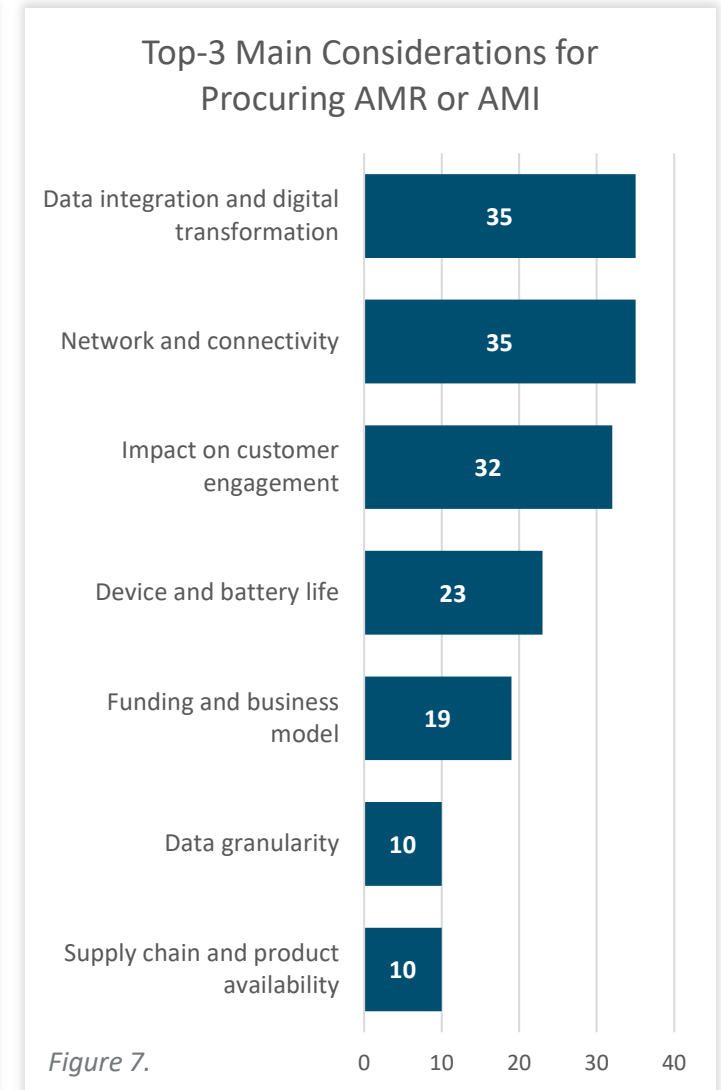 Top-3 Main Considerations for
Procuring AMR or AMI
Data integration and digital
transformation
35
Network and connectivity
35
Impact on customer
engagement
32
Device and battery life
23
Funding and business
model
19
Data granularity
10
Supply chain and product
availability
10
Figure 7.
0 10 20 30 40